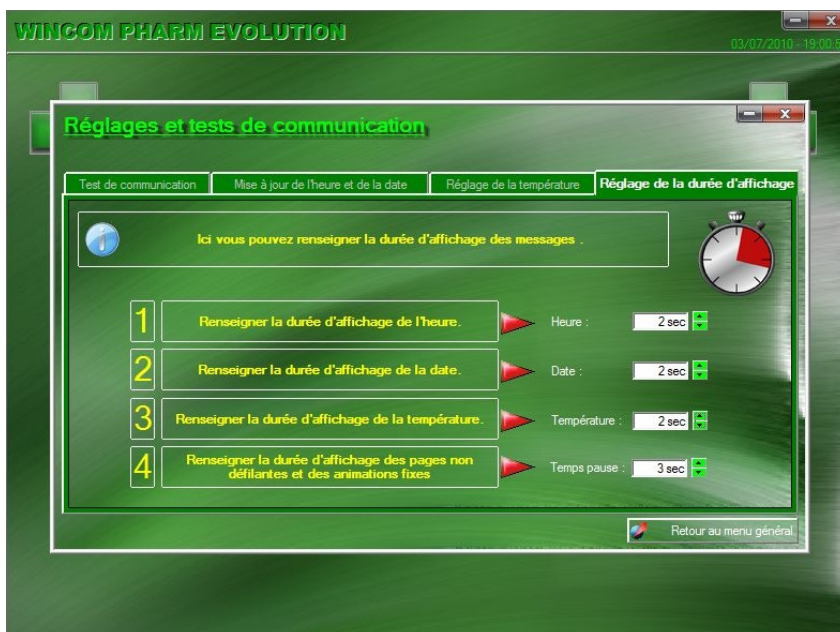 WINCOM PHARM EVOLUTION
03/07/2010 - 19:00:5
Réglages et tests de communication
Test de communication
Mise à jour de l'heure et de la date
Réglage de la température
Réglage de la durée d'affichage
Ici vous pouvez renseigner la durée d'affichage des messages .
1 Renseigner la durée d'affichage de l'heure. Heure : 2 sec
2 Renseigner la durée d'affichage de la date. Date : 2 sec
3 Renseigner la durée d'affichage de la température. Température : 2 sec
4 Renseigner la durée d'affichage des pages non
défilantes et des animations fixes Temps pause : 3 sec
Retour au menu général